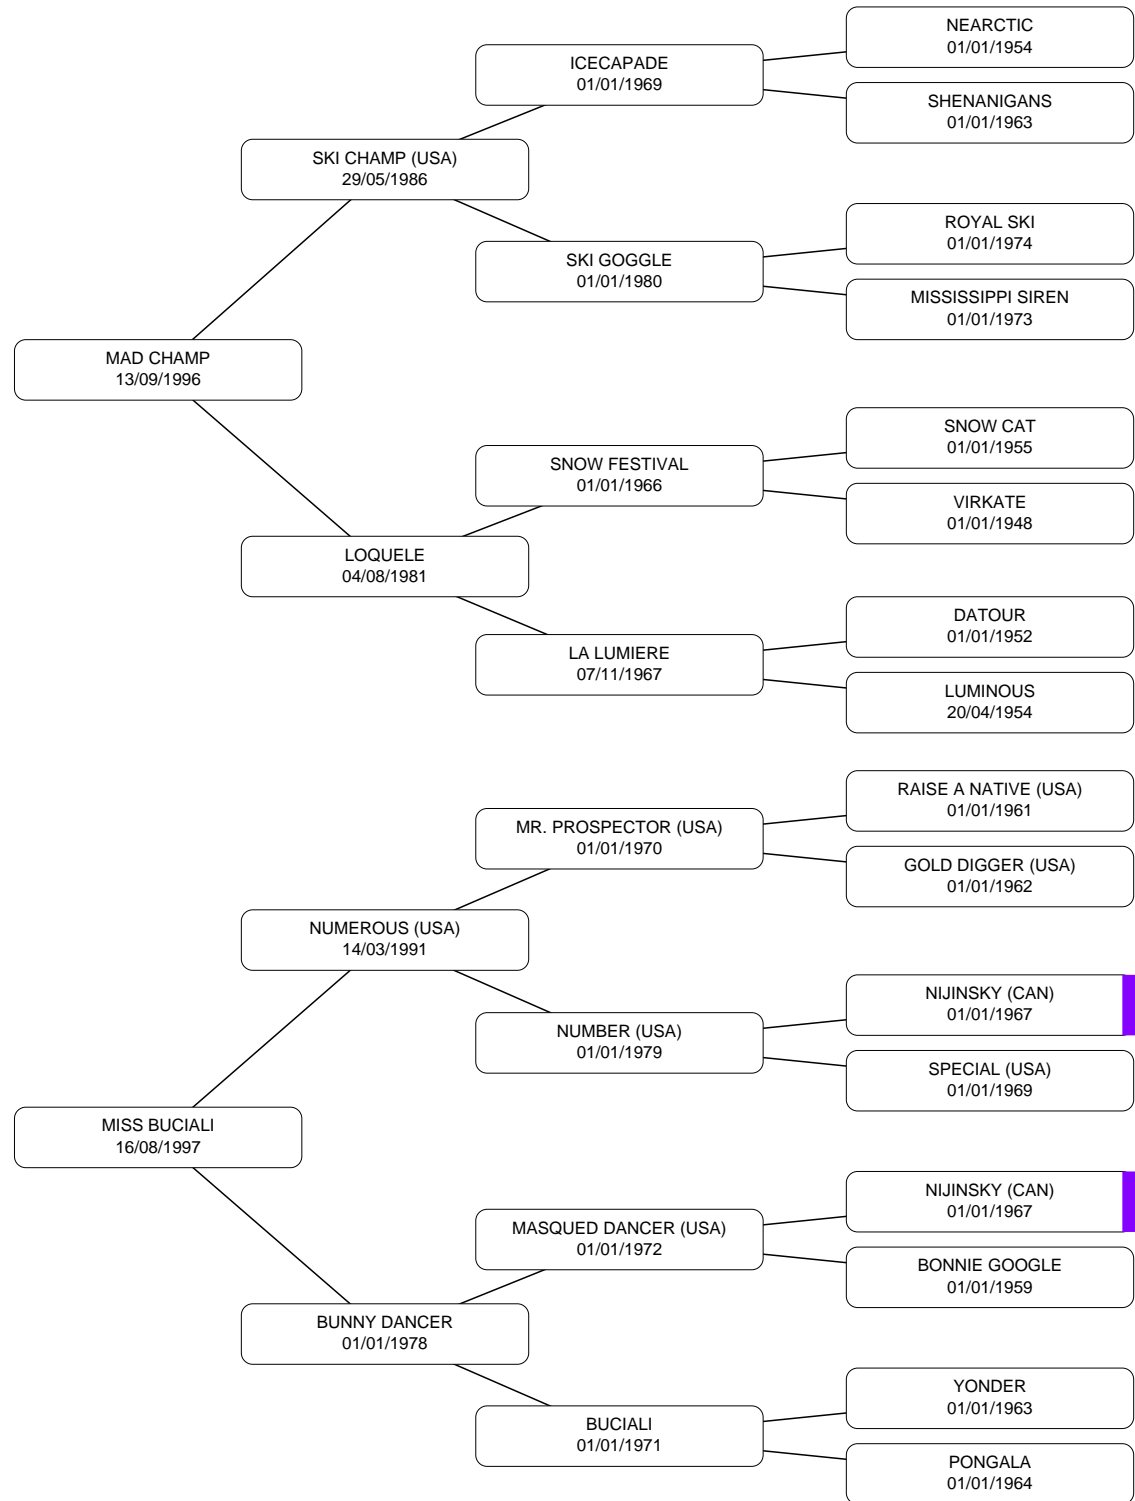 NEARCTIC
01/01/1954
ICECAPADE
01/01/1969
SHENANIGANS
01/01/1963
SKI CHAMP (USA)
29/05/1986
ROYAL SKI
01/01/1974
SKI GOGGLE
01/01/1980
MISSISSIPPI SIREN
01/01/1973
MAD CHAMP
13/09/1996
SNOW CAT
01/01/1955
SNOW FESTIVAL
01/01/1966
VIRKATE
01/01/1948
LOQUELE
04/08/1981
DATOUR
01/01/1952
LA LUMIERE
07/11/1967
LUMINOUS
20/04/1954
RAISE A NATIVE (USA)
01/01/1961
MR. PROSPECTOR (USA)
01/01/1970
GOLD DIGGER (USA)
01/01/1962
NUMEROUS (USA)
14/03/1991
NIJINSKY (CAN)
01/01/1967
NUMBER (USA)
01/01/1979
SPECIAL (USA)
01/01/1969
MISS BUCIALI
16/08/1997
NIJINSKY (CAN)
01/01/1967
MASQUED DANCER (USA)
01/01/1972
BONNIE GOOGLE
01/01/1959
BUNNY DANCER
01/01/1978
YONDER
01/01/1963
BUCIALI
01/01/1971
PONGALA
01/01/1964